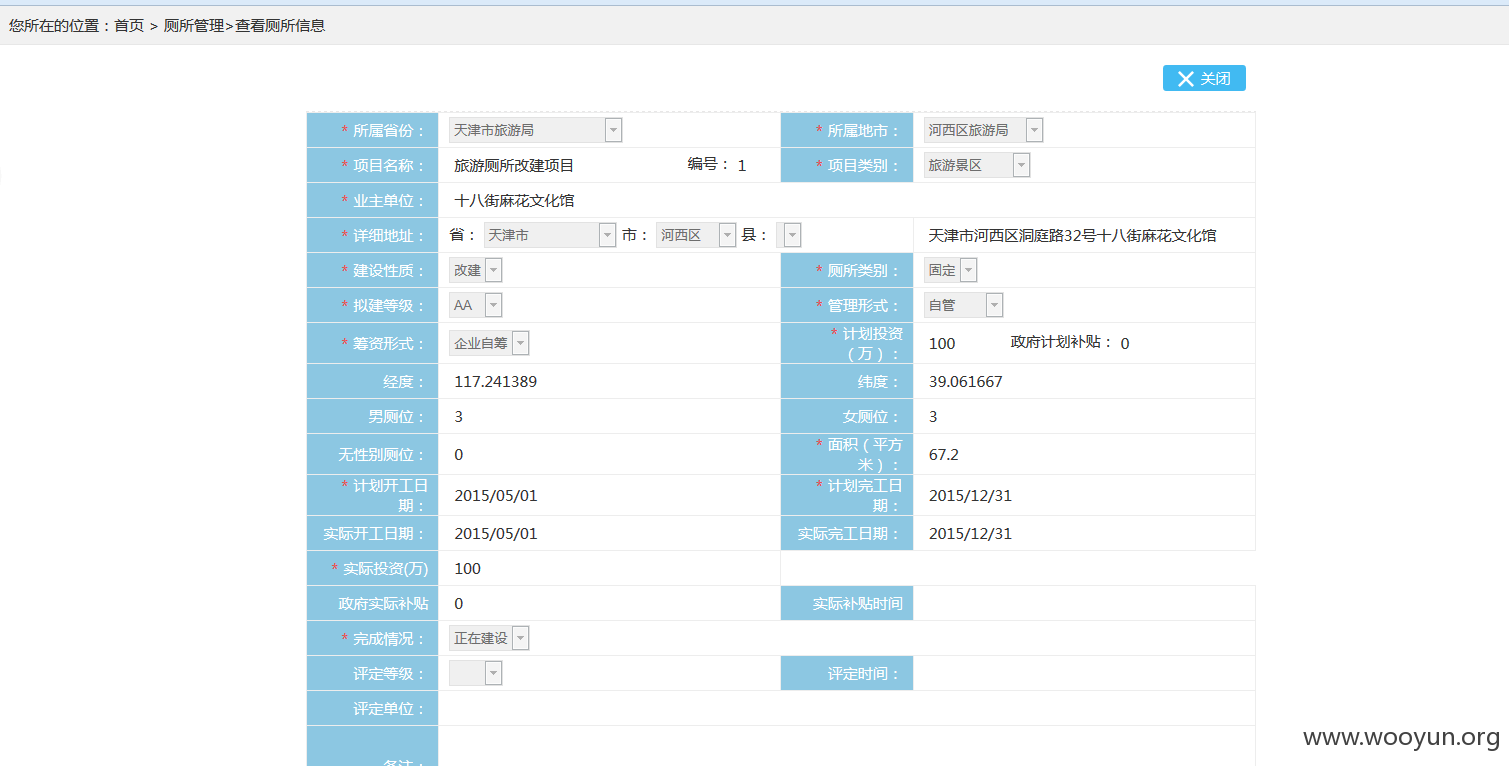 您所在的位置：首页 > 厕所管理>查看厕所信息
关闭
* 所属省份： 天津市旅游局 * 所属地市： 河西区旅游局
* 项目名称： 旅游厕所改建项目 编号： 1 * 项目类别： 旅游景区
* 业主单位： 十八街麻花文化馆
* 详细地址： 省： 天津市 市： 河西区 县： 天津市河西区洞庭路32号十八街麻花文化馆
* 建设性质： 改建 * 厕所类别： 固定
* 拟建等级： AA * 管理形式： 自管
* 筹资形式： 企业自筹 * 计划投资（万）： 100 政府计划补贴： 0
经度： 117.241389 纬度： 39.061667
男厕位： 3 女厕位： 3
无性别厕位： 0 * 面积（平方米）： 67.2
* 计划开工日期： 2015/05/01 * 计划完工日期： 2015/12/31
实际开工日期： 2015/05/01 实际完工日期： 2015/12/31
* 实际投资(万) 100
政府实际补贴 0 实际补贴时间
* 完成情况： 正在建设
评定等级： 评定时间：
评定单位：
备注：
www.wooyun.org